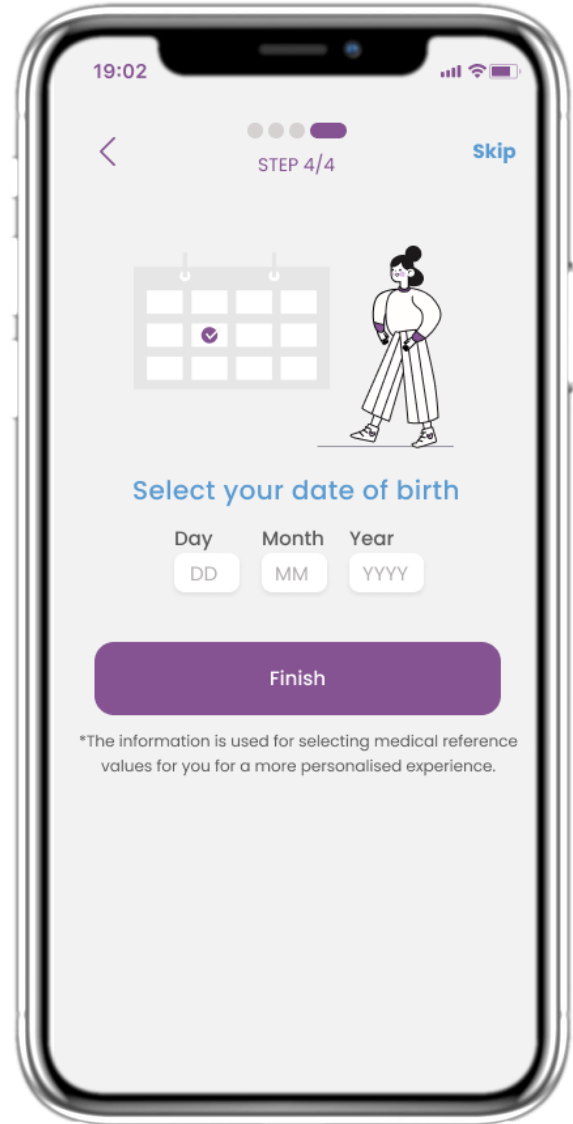 19:02
STEP 4/4
Skip
Select your date of birth
Day Month Year
DD MM YYYY
Finish
*The information is used for selecting medical reference
values for you for a more personalised experience.